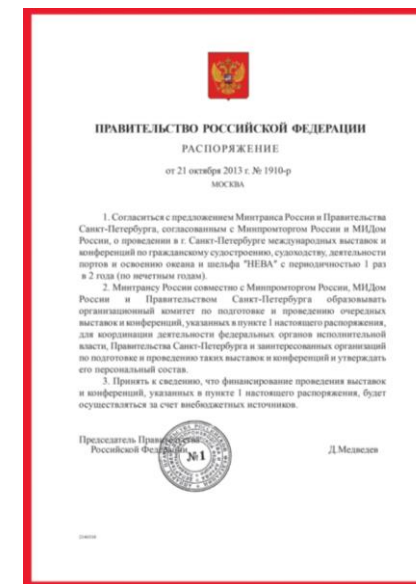 ПРАВИТЕЛЬСТВО РОССИЙСКОЙ ФЕДЕРАЦИИ
РАСПОРЯЖЕНИЕ
от 21 октября 2013 г. № 1910-р
МОСКВА
1. Согласиться с предложением Минтранса России и Правительства
Санкт-Петербурга, согласованным с Минпромторгом России и МИДом
России, о проведении в г. Санкт-Петербурге международных выставок и
конференций по гражданскому судостроению, судоходству, деятельности
портов и освоению океана и шельфа "НЕВА" с периодичностью 1 раз
в 2 года (по нечетным годам).
2. Минтрансу России совместно с Минпромторгом России, МИДом
России и Правительством Санкт-Петербурга образовывать
организационный комитет по подготовке и проведению очередных
выставок и конференций, указанных в пункте 1 настоящего распоряжения,
для координации деятельности федеральных органов исполнительной
власти, Правительства Санкт-Петербурга и заинтересованных организаций
по подготовке и проведению таких выставок и конференций и утверждать
его персональный состав.
3. Принять к сведению, что финансирование проведения выставок
и конференций, указанных в пункте 1 настоящего распоряжения, будет
осуществляться за счет внебюджетных источников.
Председатель Правительства
Российской Федерации
Д.Медведев
№1